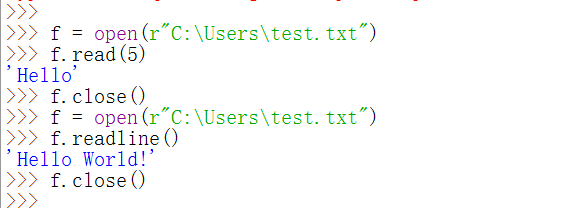 >>>
>>> f = open(r"C:\Users\test.txt")
>>> f.read(5)
'Hello'
>>> f.close()
>>> f = open(r"C:\Users\test.txt")
>>> f.readline()
'Hello World!'
>>> f.close()
>>>